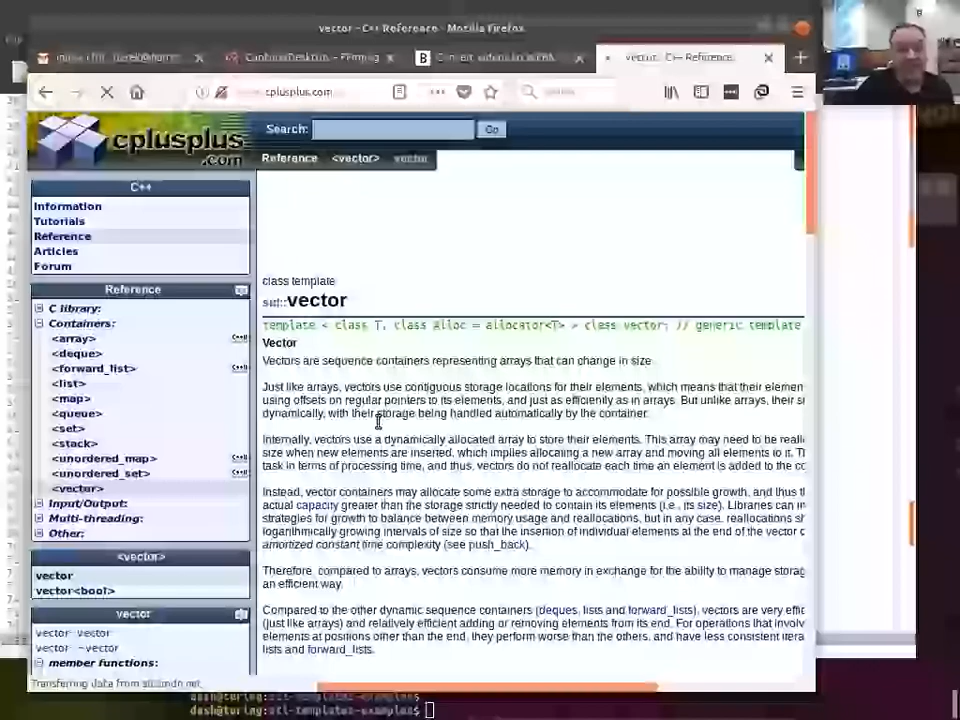 vector - C++ Reference - Mozilla Firefox
vector - C++ Reference
cplusplus.com
cplusplus
.com
Search:
Go
Reference <vector> vector
C++
Information
Tutorials
Reference
Articles
Forum
Reference
C library:
Containers:
<array>
<deque>
<forward_list>
<list>
<map>
<queue>
<set>
<stack>
<unordered_map>
<unordered_set>
<vector>
Input/Output:
Multi-threading:
Other:
<vector>
vector
vector<bool>
vector
vector::vector
vector::~vector
member functions:
class template
std::vector
template < class T, class Alloc = allocator<T> > class vector; // generic template
Vector
Vectors are sequence containers representing arrays that can change in size.
Just like arrays, vectors use contiguous storage locations for their elements, which means that their elemen
using offsets on regular pointers to its elements, and just as efficiently as in arrays. But unlike arrays, their s
dynamically, with their storage being handled automatically by the container.
Internally, vectors use a dynamically allocated array to store their elements. This array may need to be reall
size when new elements are inserted, which implies allocating a new array and moving all elements to it. T
task in terms of processing time, and thus, vectors do not reallocate each time an element is added to the co
Instead, vector containers may allocate some extra storage to accommodate for possible growth, and thus t
actual capacity greater than the storage strictly needed to contain its elements (i.e., its size). Libraries can
strategies for growth to balance between memory usage and reallocations, but in any case, reallocations sh
logarithmically growing intervals of size so that the insertion of individual elements at the end of the vector c
amortized constant time complexity (see push_back).
Therefore, compared to arrays, vectors consume more memory in exchange for the ability to manage storag
an efficient way.
Compared to the other dynamic sequence containers (deques, lists and forward_lists), vectors are very effic
(just like arrays) and relatively efficient adding or removing elements from its end. For operations that involv
elements at positions other than the end, they perform worse than the others, and have less consistent itera
lists and forward_lists.
Transferring data from
dash@turing:stl-templates-examples$
dash@turing:stl-templates-examples$